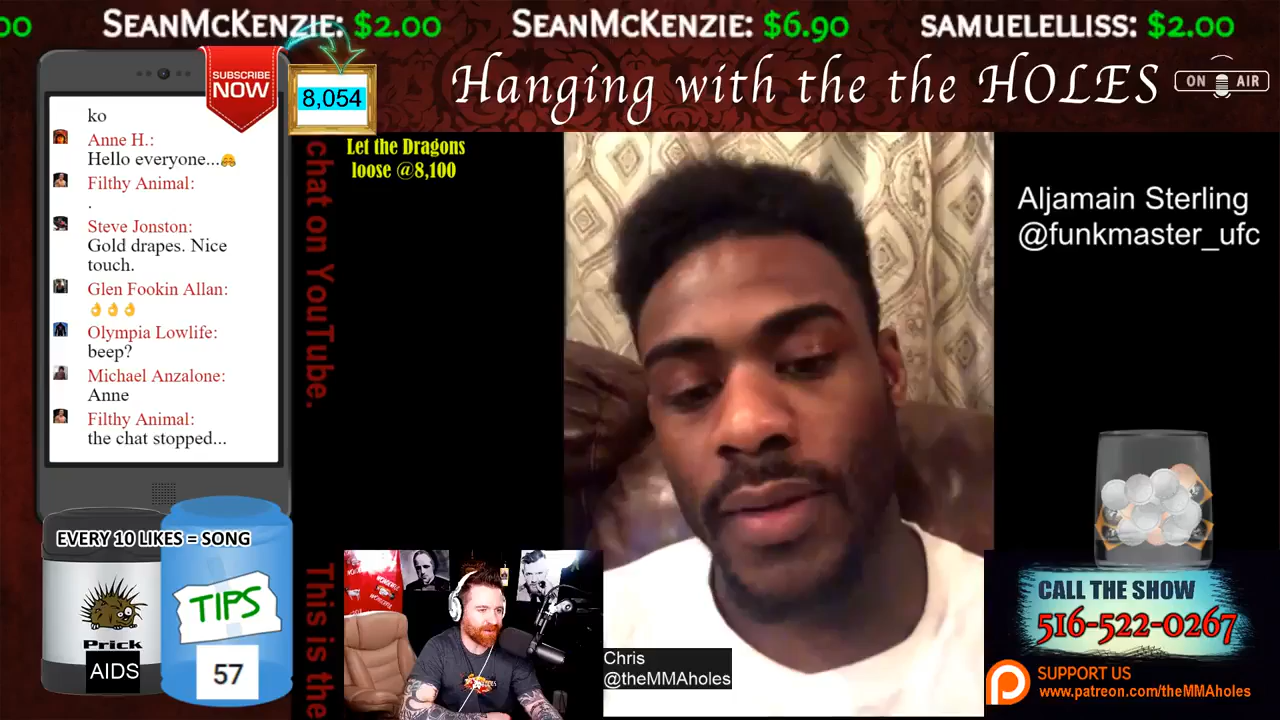 00
SEANMCKENZIE: $2.00
SEANMCKENZIE: $6.90
SAMUELELLISS: $2.00
SUBSCRIBE
NOW
8,054
Hanging with the the HOLES
ON AIR
Let the Dragons
loose @8,100
ko
Anne H.:
Hello everyone...🤗
Filthy Animal:
.
Steve Jonston:
Gold drapes. Nice
touch.
Glen Fookin Allan:
👌👌👌
Olympia Lowlife:
beep?
Michael Anzalone:
Anne
Filthy Animal:
the chat stopped...
chat on YouTube.
This is the
Aljamain Sterling
@funkmaster_ufc
EVERY 10 LIKES = SONG
Prick
AIDS
TIPS
57
Chris
@theMMAholes
CALL THE SHOW
516-522-0267
SUPPORT US
www.patreon.com/theMMAholes